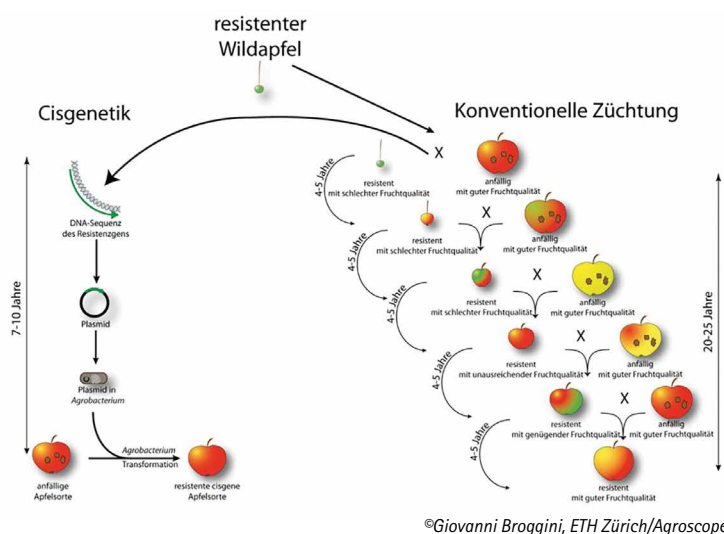 resistenter
Wildapfel
Cisgenetik
Konventionelle Züchtung
7-10 Jahre
DNA-Sequenz
des Resistenzgens
Plasmid
Plasmid in
Agrobacterium
Agrobacterium
Transformation
anfällige
Apfelsorte
resistente cisgene
Apfelsorte
X
4-5 Jahre
resistent
mit schlechter Fruchtqualität
anfällig
mit guter Fruchtqualität
X
4-5 Jahre
resistent
mit schlechter Fruchtqualität
anfällig
mit guter Fruchtqualität
X
4-5 Jahre
resistent
mit schlechter Fruchtqualität
anfällig
mit guter Fruchtqualität
X
4-5 Jahre
resistent
mit unausreichender Fruchtqualität
anfällig
mit guter Fruchtqualität
X
4-5 Jahre
resistent
mit genügender Fruchtqualität
anfällig
mit guter Fruchtqualität
resistent
mit guter Fruchtqualität
20-25 Jahre
©Giovanni Broggini, ETH Zürich/Agroscope